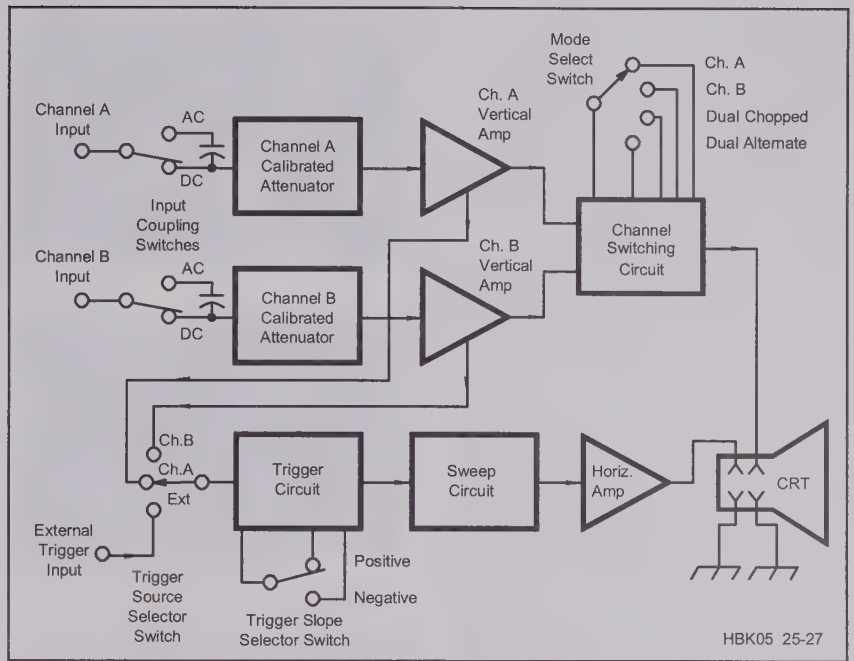 Mode
Select
Switch
Ch. A
Ch. B
Dual Chopped
Dual Alternate
Channel A
Input
AC
DC
Input
Coupling
Switches
Channel A
Calibrated
Attenuator
Ch. A
Vertical
Amp
Channel
Switching
Circuit
Channel B
Input
AC
DC
Channel B
Calibrated
Attenuator
Ch. B
Vertical
Amp
Ch.B
Ch.A
Ext
External
Trigger
Input
Trigger
Source
Selector
Switch
Trigger
Circuit
Positive
Negative
Trigger Slope
Selector Switch
Sweep
Circuit
Horiz.
Amp
CRT
HBK05 25-27